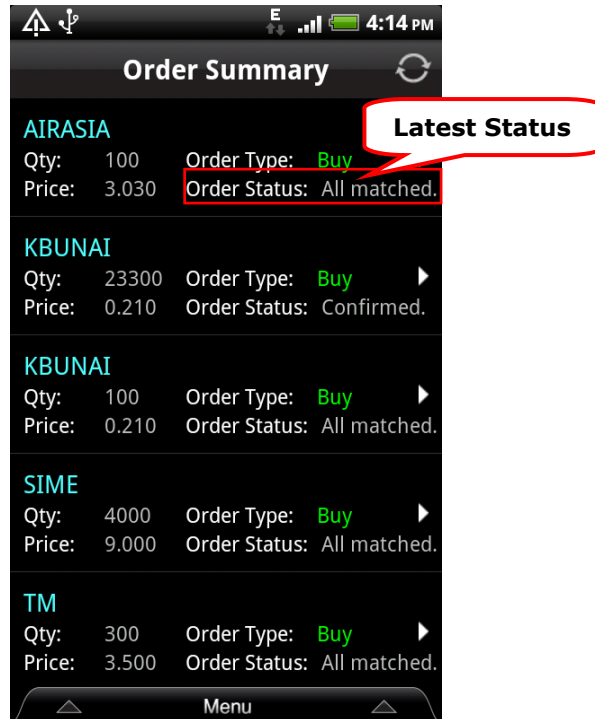 E 4:14 PM
Order Summary
AIRASIA
Latest Status
Qty: 100 Order Type: Buy
Price: 3.030 Order Status: All matched.
KBUNAI
Qty: 23300 Order Type: Buy
Price: 0.210 Order Status: Confirmed.
KBUNAI
Qty: 100 Order Type: Buy
Price: 0.210 Order Status: All matched.
SIME
Qty: 4000 Order Type: Buy
Price: 9.000 Order Status: All matched.
TM
Qty: 300 Order Type: Buy
Price: 3.500 Order Status: All matched.
Menu